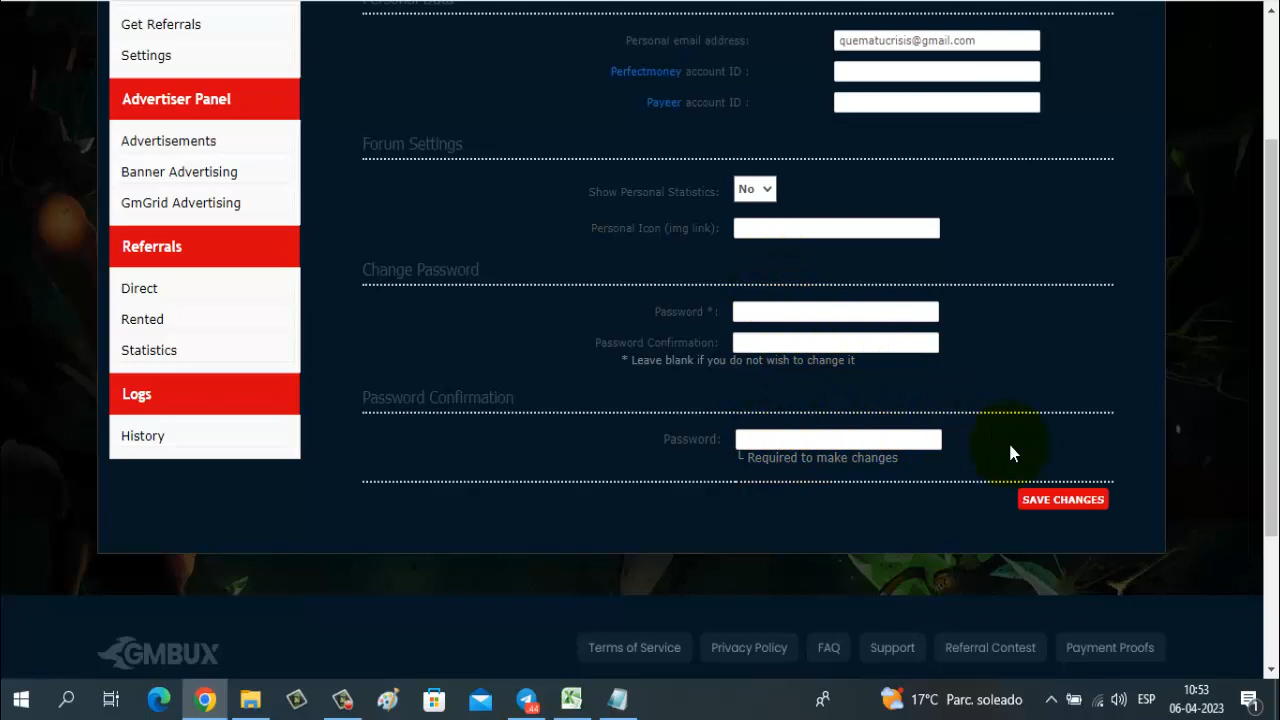 Get Referrals
Settings
Advertiser Panel
Advertisements
Banner Advertising
GmGrid Advertising
Referrals
Direct
Rented
Statistics
Logs
History
Personal Data
Personal email address: quematucrisis@gmail.com
Perfectmoney account ID :
Payeer account ID :
Forum Settings
Show Personal Statistics: No
Personal Icon (img link):
Change Password
Password *:
Password Confirmation:
* Leave blank if you do not wish to change it
Password Confirmation
Password:
└ Required to make changes
SAVE CHANGES
GMBUX
Terms of Service Privacy Policy FAQ Support Referral Contest Payment Proofs
44
17°C Parc. soleado
ESP
10:53
06-04-2023
1